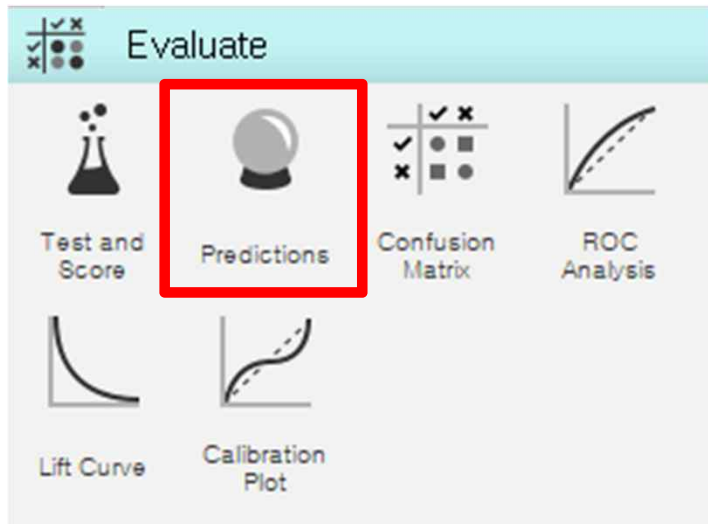 Evaluate
Test and
Score
Predictions
Confusion
Matrix
ROC
Analysis
Lift Curve
Calibration
Plot